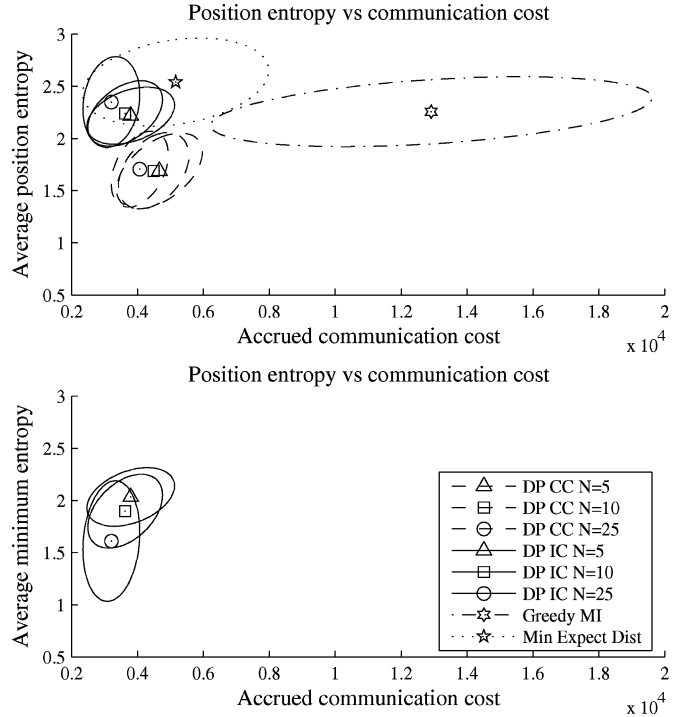 Position entropy vs communication cost
3
2.5
2
1.5
1
0.5
Average position entropy
0.2 0.4 0.6 0.8 1 1.2 1.4 1.6 1.8 2
Accrued communication cost
x 10^4
Position entropy vs communication cost
3
2.5
2
1.5
1
0.5
Average minimum entropy
DP CC N=5
DP CC N=10
DP CC N=25
DP IC N=5
DP IC N=10
DP IC N=25
Greedy MI
Min Expect Dist
0.2 0.4 0.6 0.8 1 1.2 1.4 1.6 1.8 2
Accrued communication cost
x 10^4